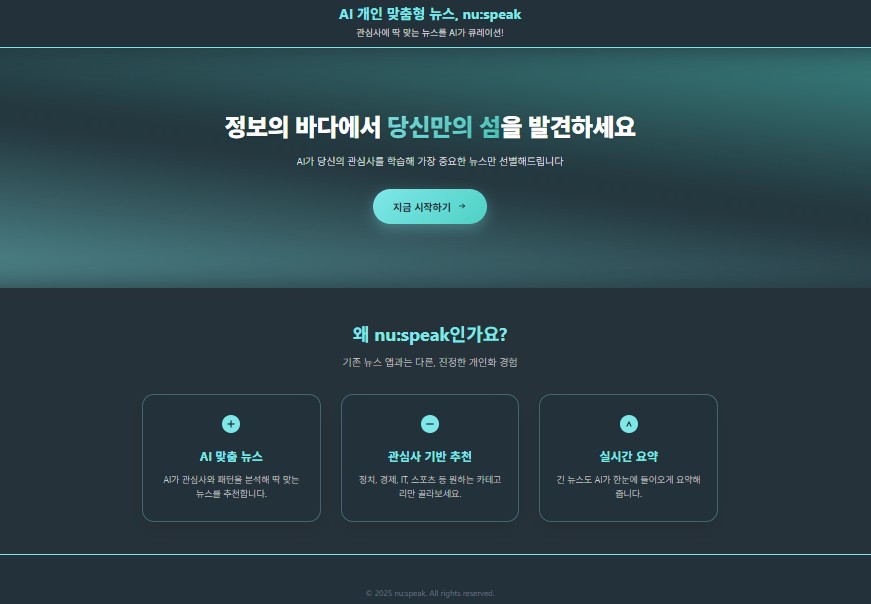 AI 개인 맞춤형 뉴스, nu:speak
관심사에 딱 맞는 뉴스를 AI가 큐레이션!
정보의 바다에서 당신만의 섬을 발견하세요
AI가 당신의 관심사를 학습해 가장 중요한 뉴스만 선별해드립니다
지금 시작하기 →
왜 nu:speak인가요?
기존 뉴스 앱과는 다른, 진정한 개인화 경험
AI 맞춤 뉴스
AI가 관심사와 패턴을 분석해 딱 맞는
뉴스를 추천합니다.
관심사 기반 추천
정치, 경제, IT, 스포츠 등 원하는 카테고
리만 골라보세요.
실시간 요약
긴 뉴스도 AI가 한눈에 들어오게 요약해
줍니다.
© 2025 nu:speak. All rights reserved.